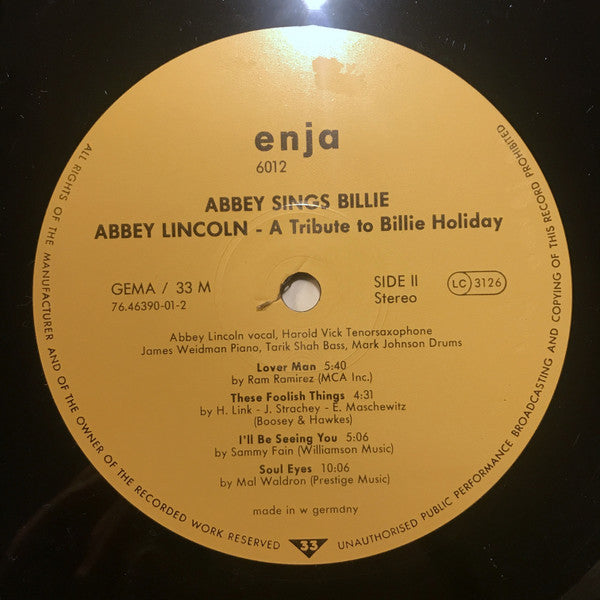 enja
6012
ABBEY SINGS BILLIE
ABBEY LINCOLN - A Tribute to Billie Holiday
GEMA / 33 M
76.46390-01-2
SIDE II
Stereo
LC 3126
Abbey Lincoln vocal, Harold Vick Tenorsaxophone
James Weidman Piano, Tarik Shah Bass, Mark Johnson Drums
Lover Man 5:40
by Ram Ramirez (MCA Inc.)
These Foolish Things 4:31
by H. Link - J. Strachey - E. Maschewitz
(Boosey & Hawkes)
I'll Be Seeing You 5:06
by Sammy Fain (Williamson Music)
Soul Eyes 10:06
by Mal Waldron (Prestige Music)
made in w germdny
ALL RIGHTS OF THE MANUFACTURER AND OF THE OWNER OF THE RECORDED WORK RESERVED
33
UNAUTHORISED PUBLIC PERFORMANCE BROADCASTING AND COPYING OF THIS RECORD PROHIBITED